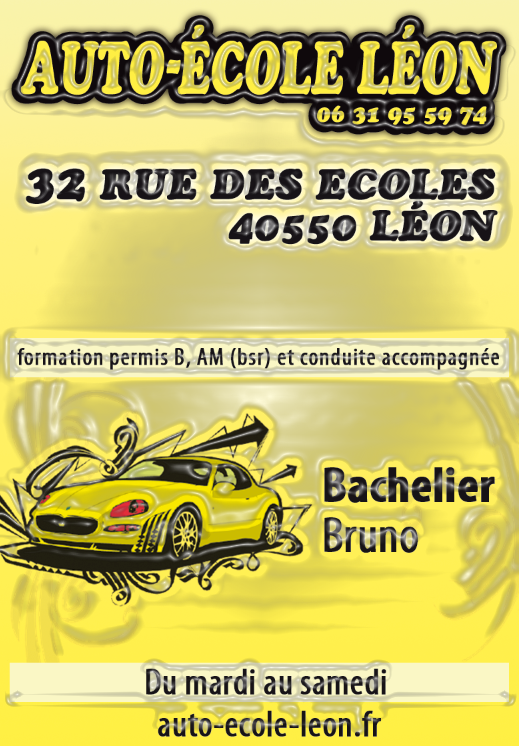 AUTO-ÉCOLE LÉON
06 31 95 59 74
32 RUE DES ECOLES
40550 LÉON
formation permis B, AM (bsr) et conduite accompagnée
Bachelier
Bruno
Du mardi au samedi
auto-ecole-leon.fr